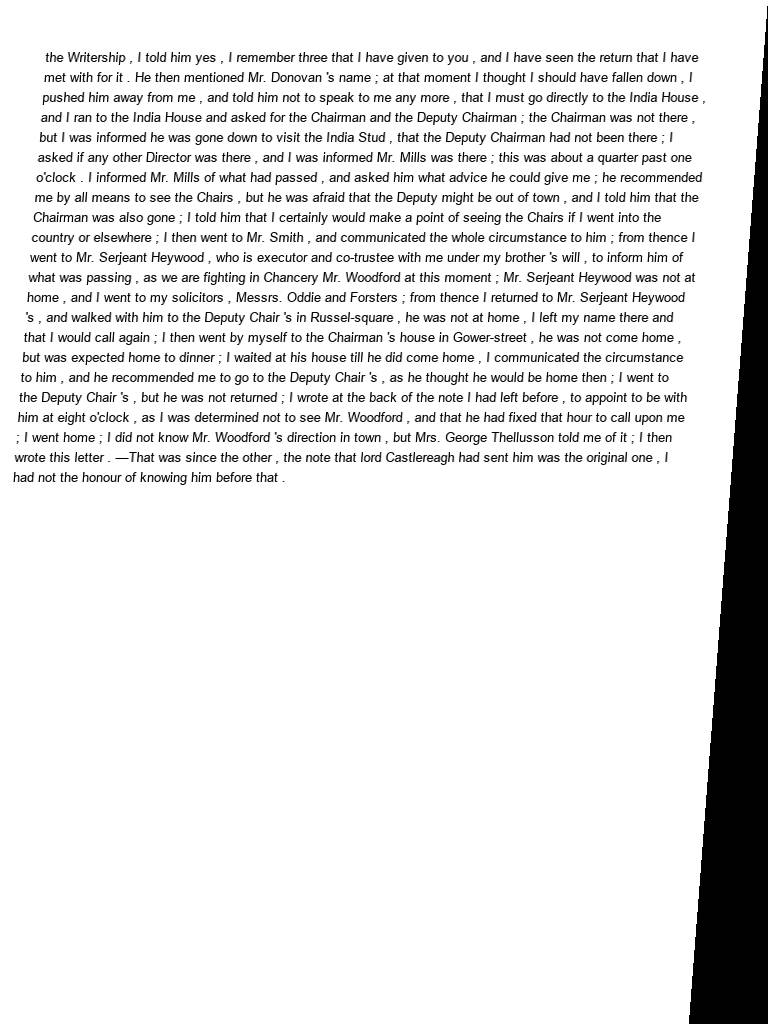 the Writership , I told him yes , I remember three that I have given to you , and I have seen the return that I have
met with for it . He then mentioned Mr. Donovan 's name ; at that moment I thought I should have fallen down , I
pushed him away from me , and told him not to speak to me any more , that I must go directly to the India House ,
and I ran to the India House and asked for the Chairman and the Deputy Chairman ; the Chairman was not there ,
but I was informed he was gone down to visit the India Stud , that the Deputy Chairman had not been there ; I
asked if any other Director was there , and I was informed Mr. Mills was there ; this was about a quarter past one
o'clock . I informed Mr. Mills of what had passed , and asked him what advice he could give me ; he recommended
me by all means to see the Chairs , but he was afraid that the Deputy might be out of town , and I told him that the
Chairman was also gone ; I told him that I certainly would make a point of seeing the Chairs if I went into the
country or elsewhere ; I then went to Mr. Smith , and communicated the whole circumstance to him ; from thence I
went to Mr. Serjeant Heywood , who is executor and co-trustee with me under my brother 's will , to inform him of
what was passing , as we are fighting in Chancery Mr. Woodford at this moment ; Mr. Serjeant Heywood was not at
home , and I went to my solicitors , Messrs. Oddie and Forsters ; from thence I returned to Mr. Serjeant Heywood
's , and walked with him to the Deputy Chair 's in Russel-square , he was not at home , I left my name there and
that I would call again ; I then went by myself to the Chairman 's house in Gower-street , he was not come home ,
but was expected home to dinner ; I waited at his house till he did come home , I communicated the circumstance
to him , and he recommended me to go to the Deputy Chair 's , as he thought he would be home then ; I went to
the Deputy Chair 's , but he was not returned ; I wrote at the back of the note I had left before , to appoint to be with
him at eight o'clock , as I was determined not to see Mr. Woodford , and that he had fixed that hour to call upon me
; I went home ; I did not know Mr. Woodford 's direction in town , but Mrs. George Thellusson told me of it ; I then
wrote this letter . —That was since the other , the note that lord Castlereagh had sent him was the original one , I
had not the honour of knowing him before that .